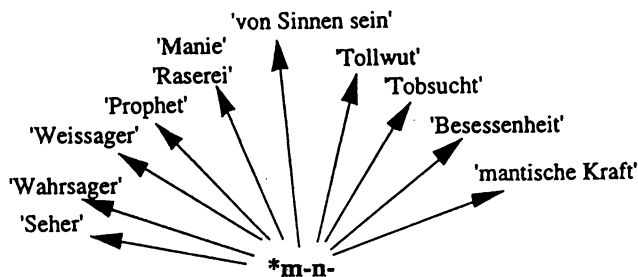 'von Sinnen sein'
'Manie'
'Raserei'
'Tollwut'
'Prophet'
'Tobsucht'
'Weissager'
'Besessenheit'
'Wahrsager'
'mantische Kraft'
'Seher'
*m-n-